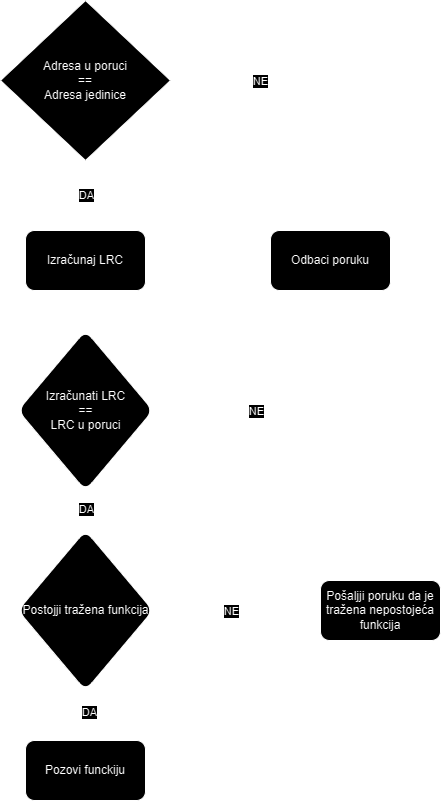 Adresa u poruci
==
Adresa jedinice
NE
DA
Izračunaj LRC
Odbaci poruku
Izračunati LRC
==
LRC u poruci
NE
DA
Postojji tražena funkcija
NE
Pošaljji poruku da je
tražena nepostojeća
funkcija
DA
Pozovi funckiju